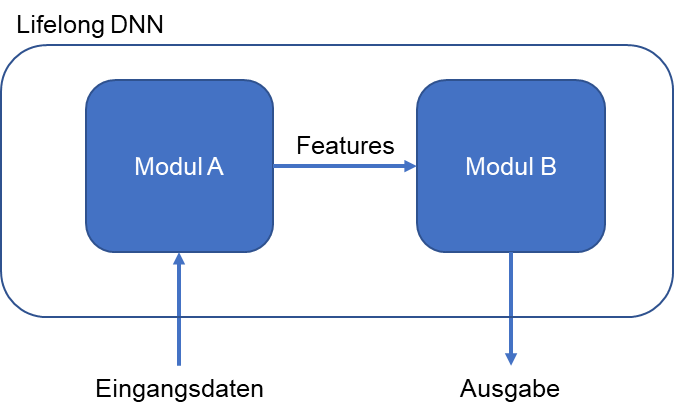 Lifelong DNN
Modul A
Features
Modul B
Eingangsdaten
Ausgabe